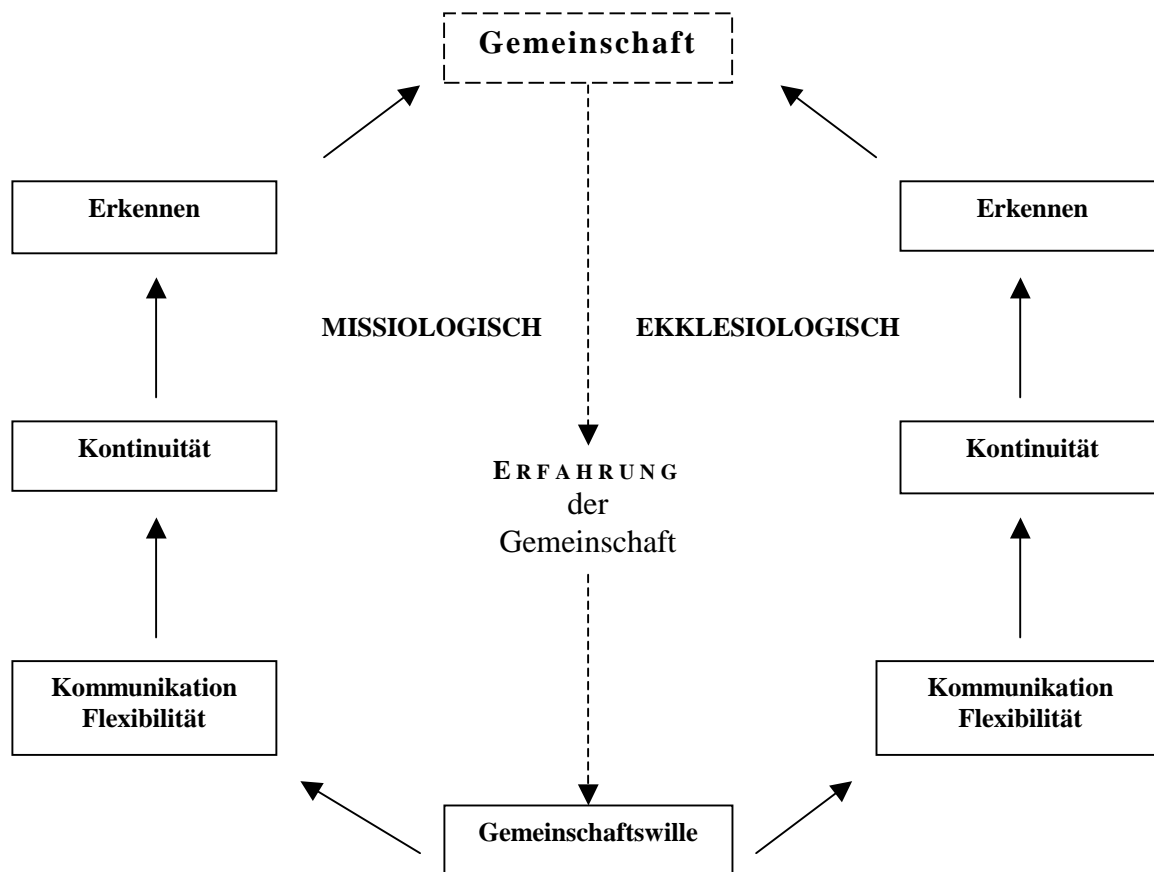 Gemeinschaft
Erkennen
Erkennen
MISSIOLOGISCH
EKKLESIOLOGISCH
Kontinuität
Kontinuität
ERFAHRUNG
der
Gemeinschaft
Kommunikation
Flexibilität
Kommunikation
Flexibilität
Gemeinschaftswille